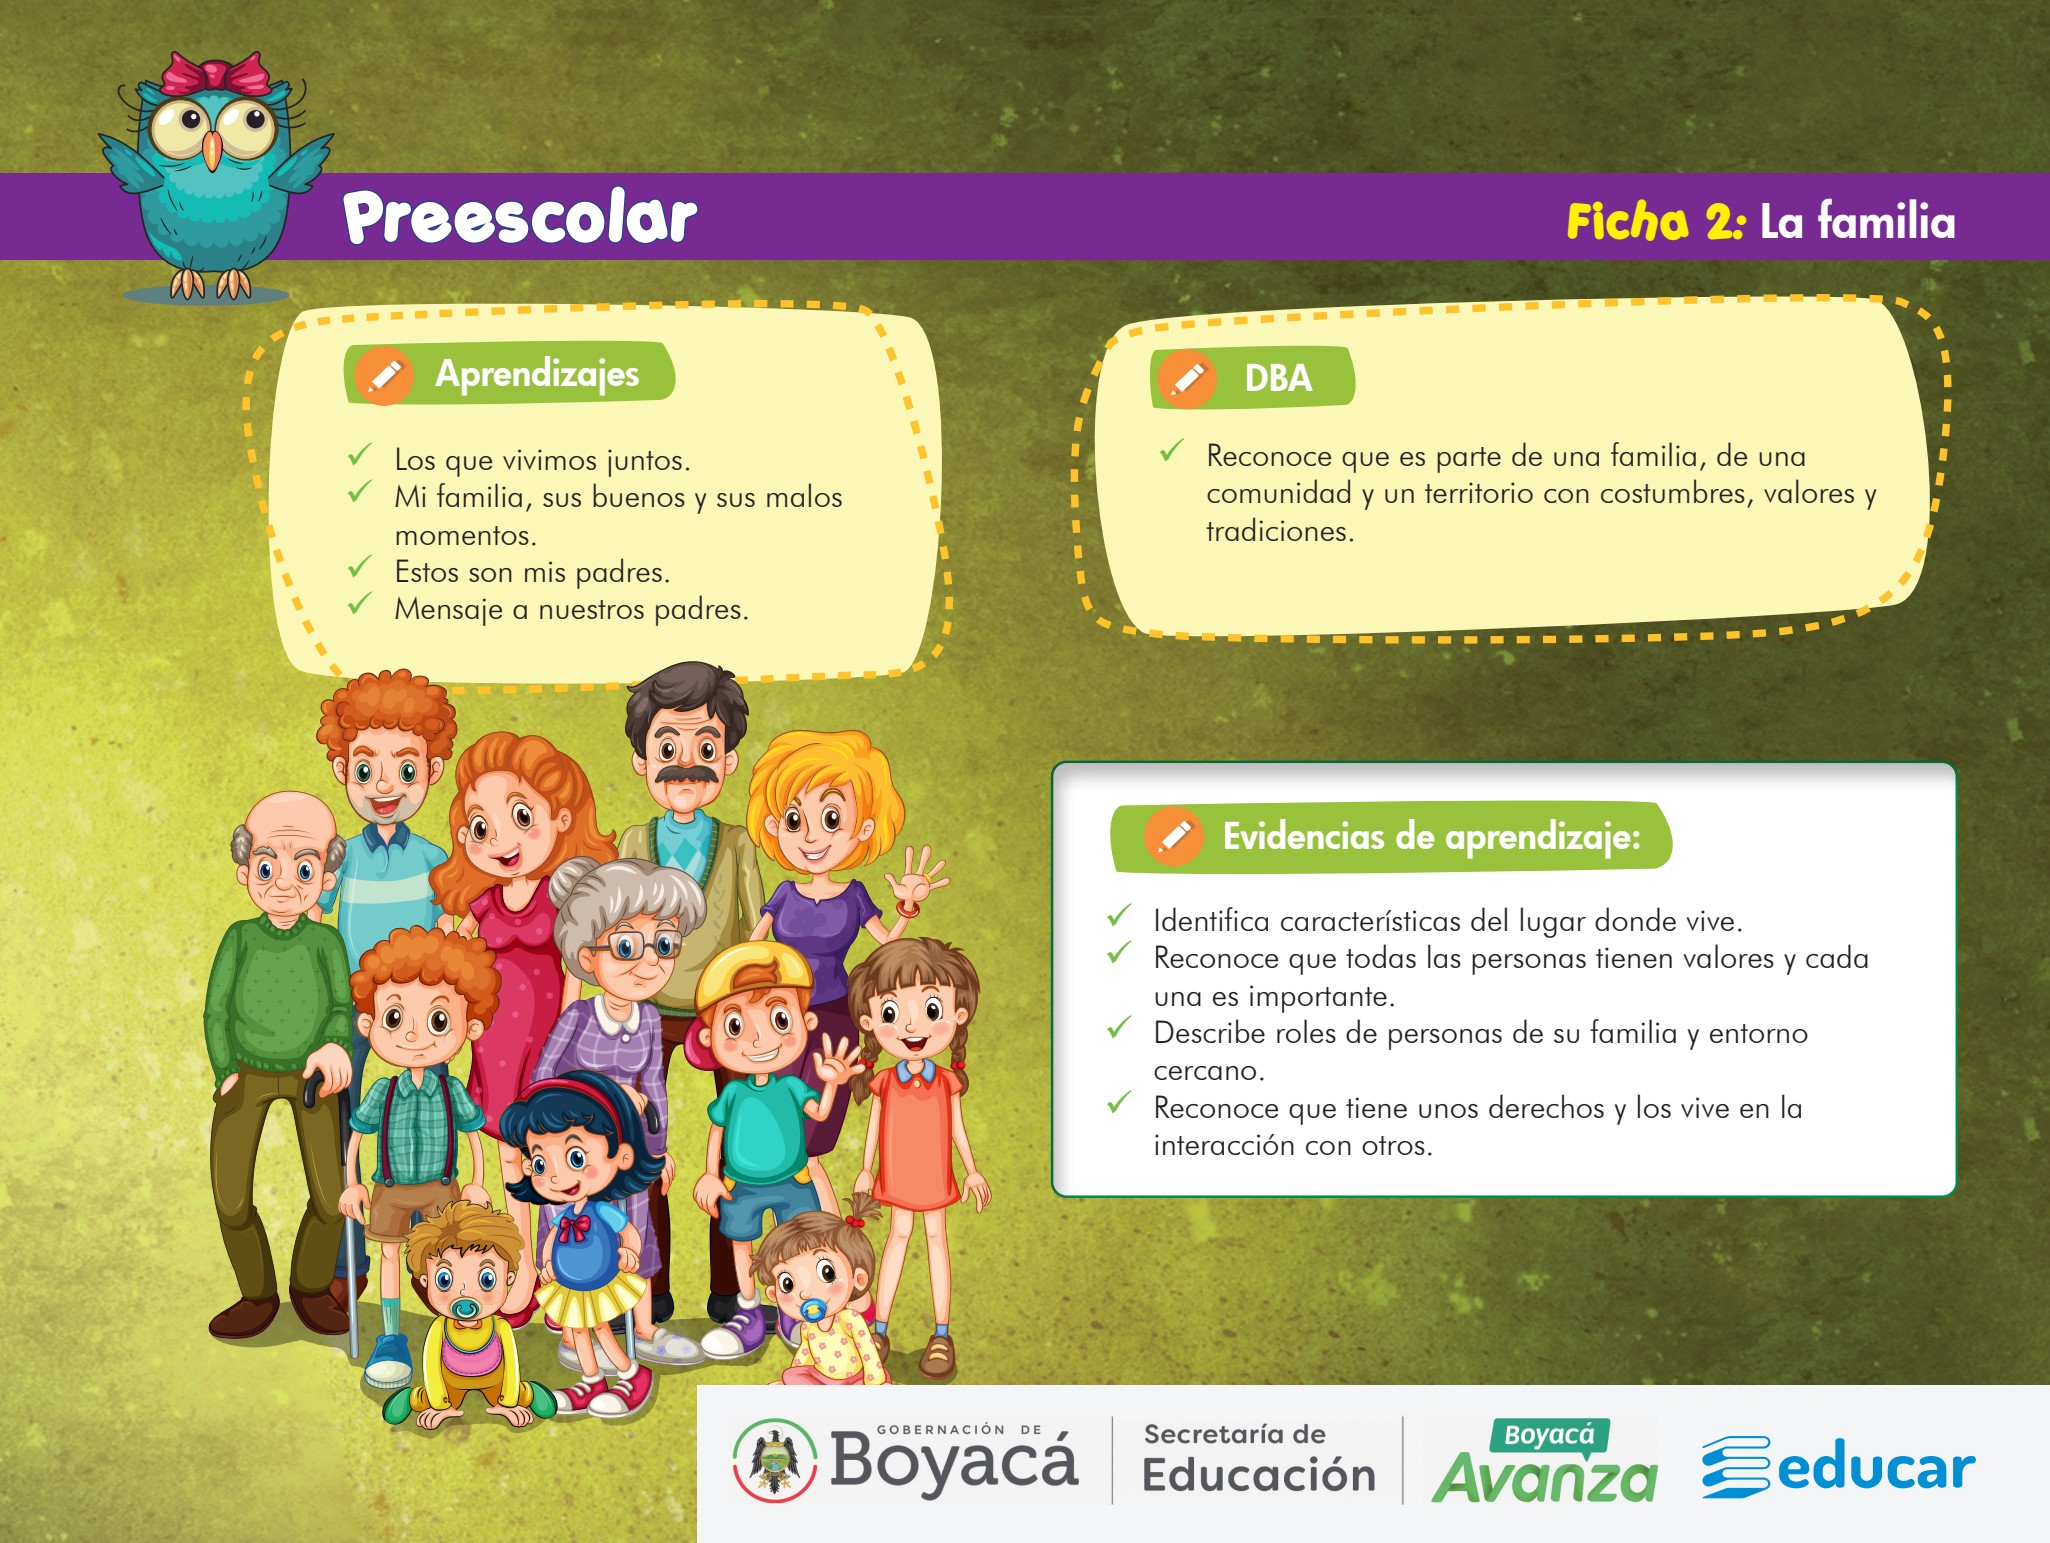 Preescolar
Ficha 2: La familia
Aprendizajes
Los que vivimos juntos.
Mi familia, sus buenos y sus malos
momentos.
Estos son mis padres.
Mensaje a nuestros padres.
DBA
Reconoce que es parte de una familia, de una
comunidad y un territorio con costumbres, valores y
tradiciones.
Evidencias de aprendizaje:
Identifica características del lugar donde vive.
Reconoce que todas las personas tienen valores y cada
una es importante.
Describe roles de personas de su familia y entorno
cercano.
Reconoce que tiene unos derechos y los vive en la
interacción con otros.
GOBERNACIÓN DE
Boyacá
Secretaría de
Educación
Boyacá
Avanza
educar